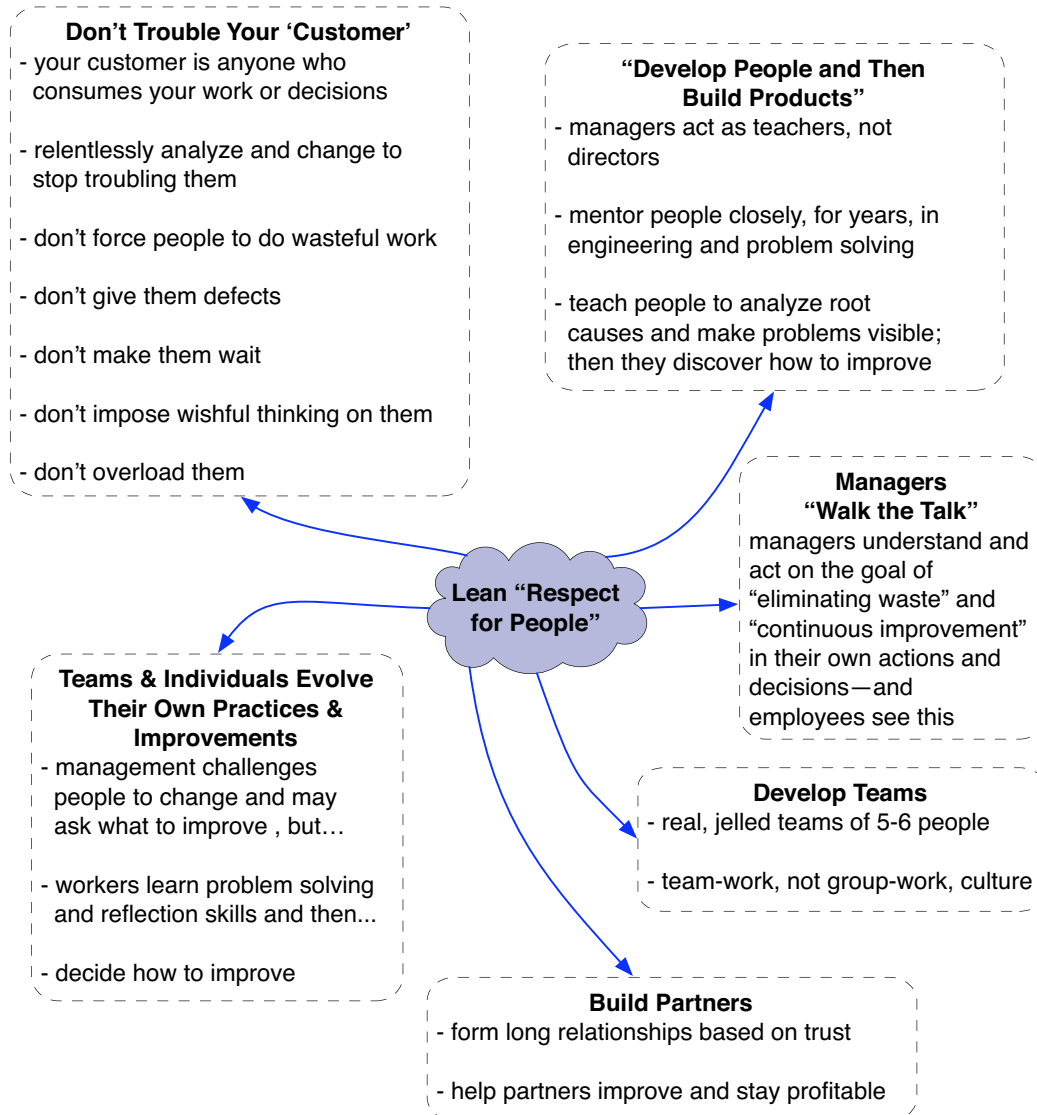 Don’t Trouble Your ‘Customer’
- your customer is anyone who
consumes your work or decisions
- relentlessly analyze and change to
stop troubling them
- don’t force people to do wasteful work
- don’t give them defects
- don’t make them wait
- don’t impose wishful thinking on them
- don’t overload them
“Develop People and Then
Build Products”
- managers act as teachers, not
directors
- mentor people closely, for years, in
engineering and problem solving
- teach people to analyze root
causes and make problems visible;
then they discover how to improve
Managers
“Walk the Talk”
managers understand and
act on the goal of
“eliminating waste” and
“continuous improvement”
in their own actions and
decisions—and
employees see this
Lean “Respect
for People”
Teams & Individuals Evolve
Their Own Practices &
Improvements
- management challenges
people to change and may
ask what to improve , but…
- workers learn problem solving
and reflection skills and then...
- decide how to improve
Develop Teams
- real, jelled teams of 5-6 people
- team-work, not group-work, culture
Build Partners
- form long relationships based on trust
- help partners improve and stay profitable